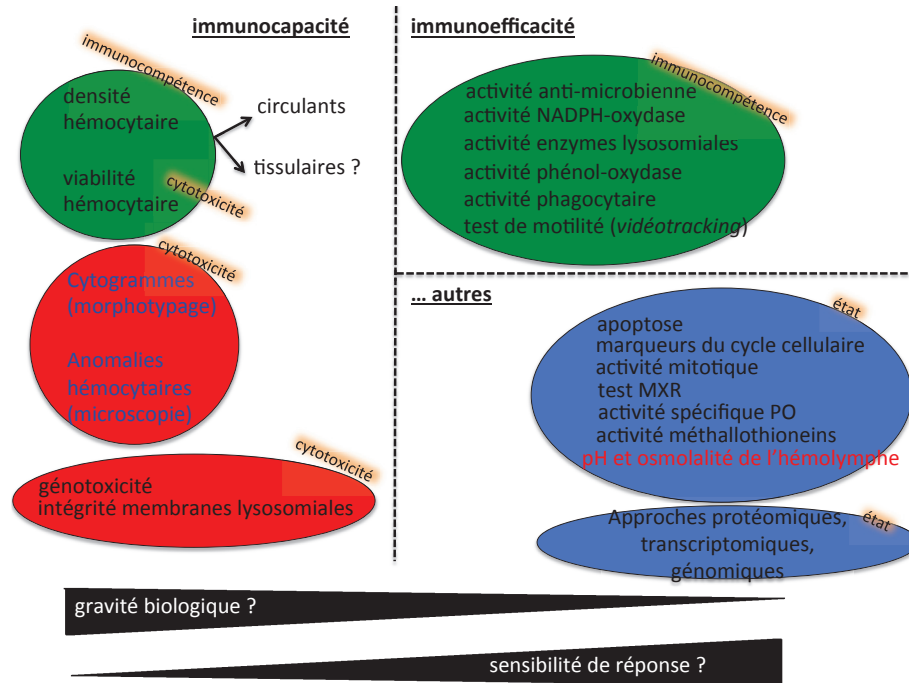 immunocapacité
immunocompétence
densité
hémocytaire
circulants
tissulaires ?
viabilité
hémocytaire
cytotoxicité
cytotoxicité
Cytogrammes
(morphotypage)
Anomalies
hémocytaires
(microscopie)
cytotoxicité
génotoxicité
intégrité membranes lysosomiales
immunoefficacité
immunocompétence
activité anti-microbienne
activité NADPH-oxydase
activité enzymes lysosomiales
activité phénol-oxydase
activité phagocytaire
test de motilité (vidéotracking)
... autres
état
apoptose
marqueurs du cycle cellulaire
activité mitotique
test MXR
activité spécifique PO
activité méthallothioneins
pH et osmolalité de l'hémolymphe
état
Approches protéomiques,
transcriptomiques,
génomiques
gravité biologique ?
sensibilité de réponse ?